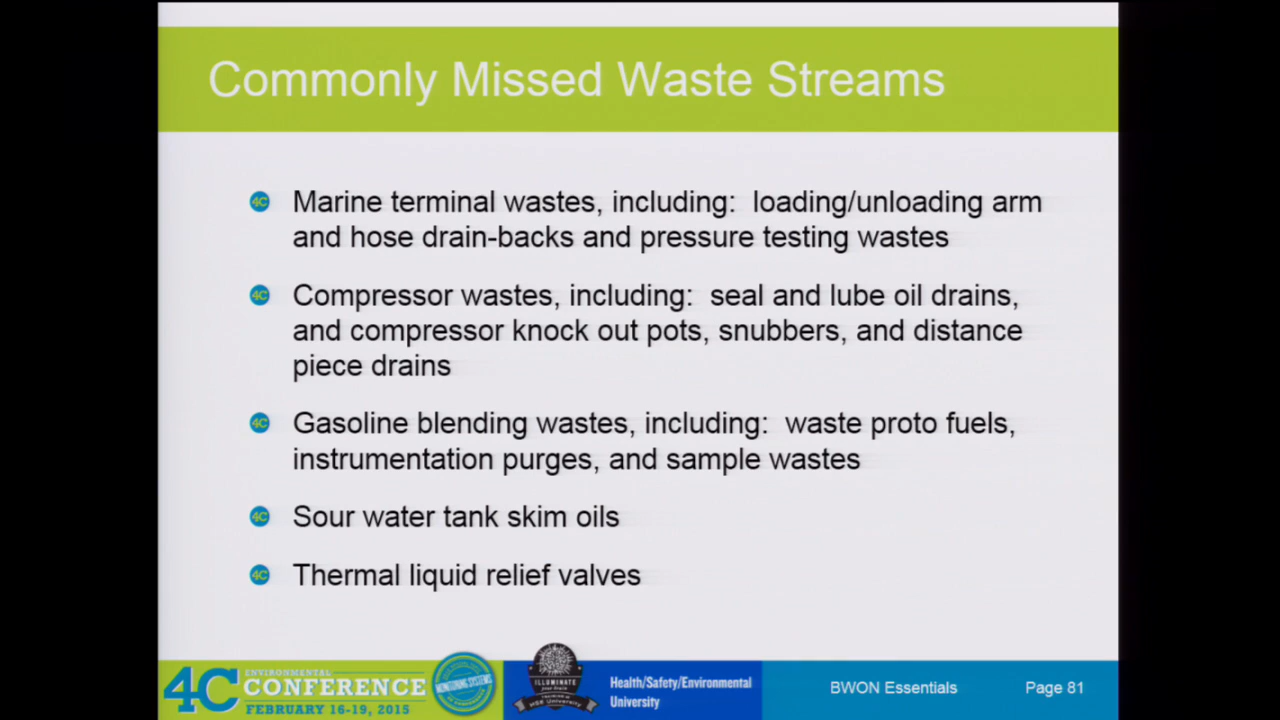 Commonly Missed Waste Streams
Marine terminal wastes, including: loading/unloading arm
and hose drain-backs and pressure testing wastes
Compressor wastes, including: seal and lube oil drains,
and compressor knock out pots, snubbers, and distance
piece drains
Gasoline blending wastes, including: waste proto fuels,
instrumentation purges, and sample wastes
Sour water tank skim oils
Thermal liquid relief valves
4C ENVIRONMENTAL
CONFERENCE
FEBRUARY 16-19, 2015
ILLUMINATE
HSE University
Health/Safety/Environmental
University
BWON Essentials
Page 81